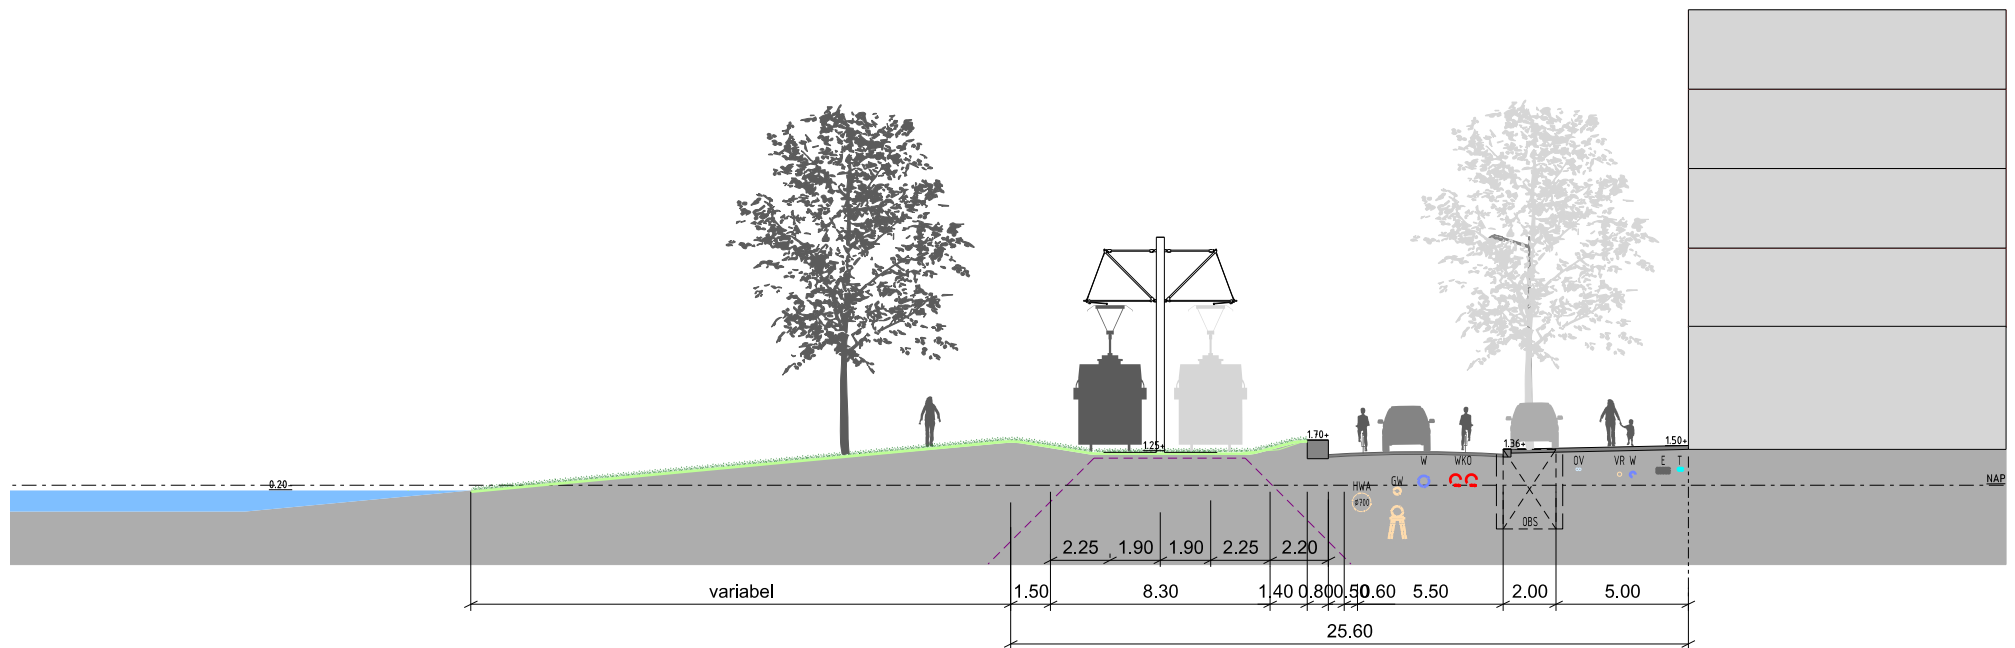 1.70+
1.25+
1.36+
1.50+
W WKO OV VR W E T
0.20
HWA GW
NAP
Φ700
OBS
2.25 1.90 1.90 2.25 2.20
variabel 1.50 8.30 1.40 0.80 0.50 0.60 5.50 2.00 5.00
25.60